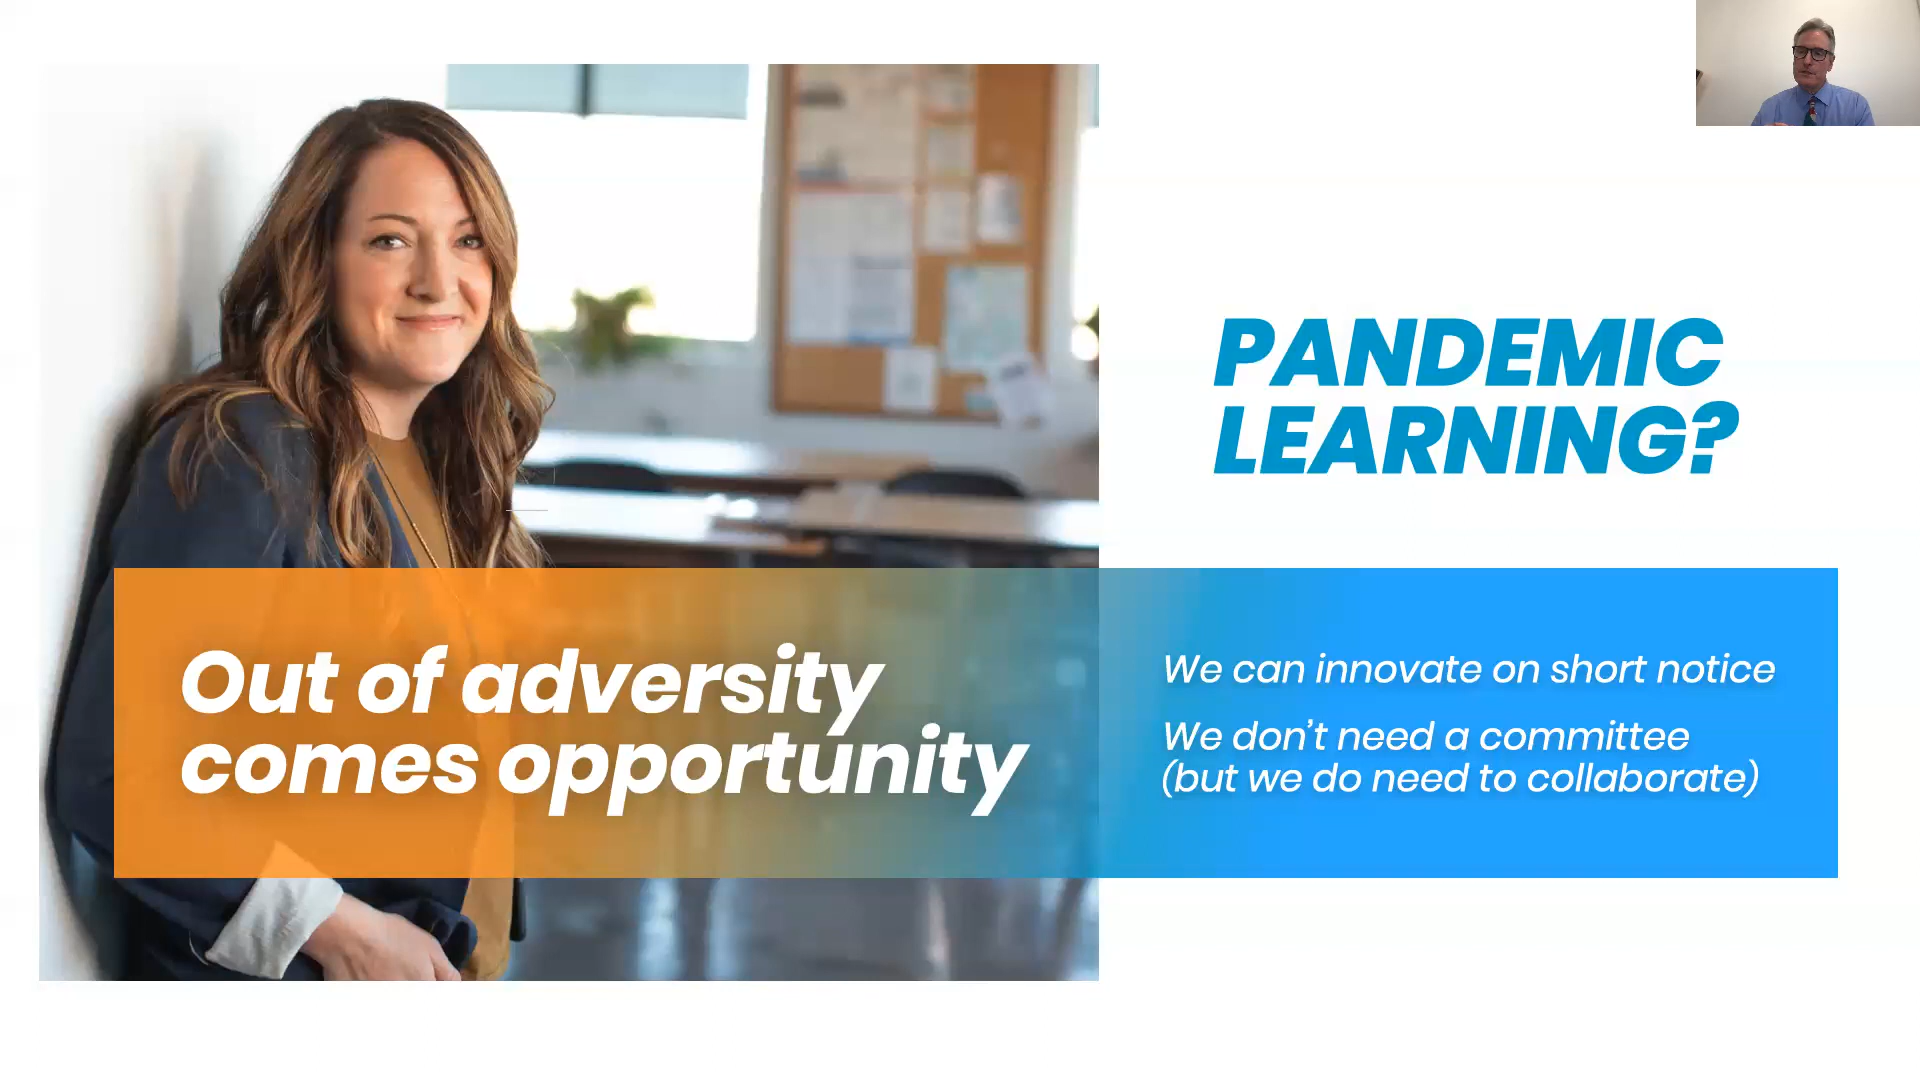 PANDEMIC
LEARNING?
Out of adversity
comes opportunity
We can innovate on short notice
We don't need a committee
(but we do need to collaborate)